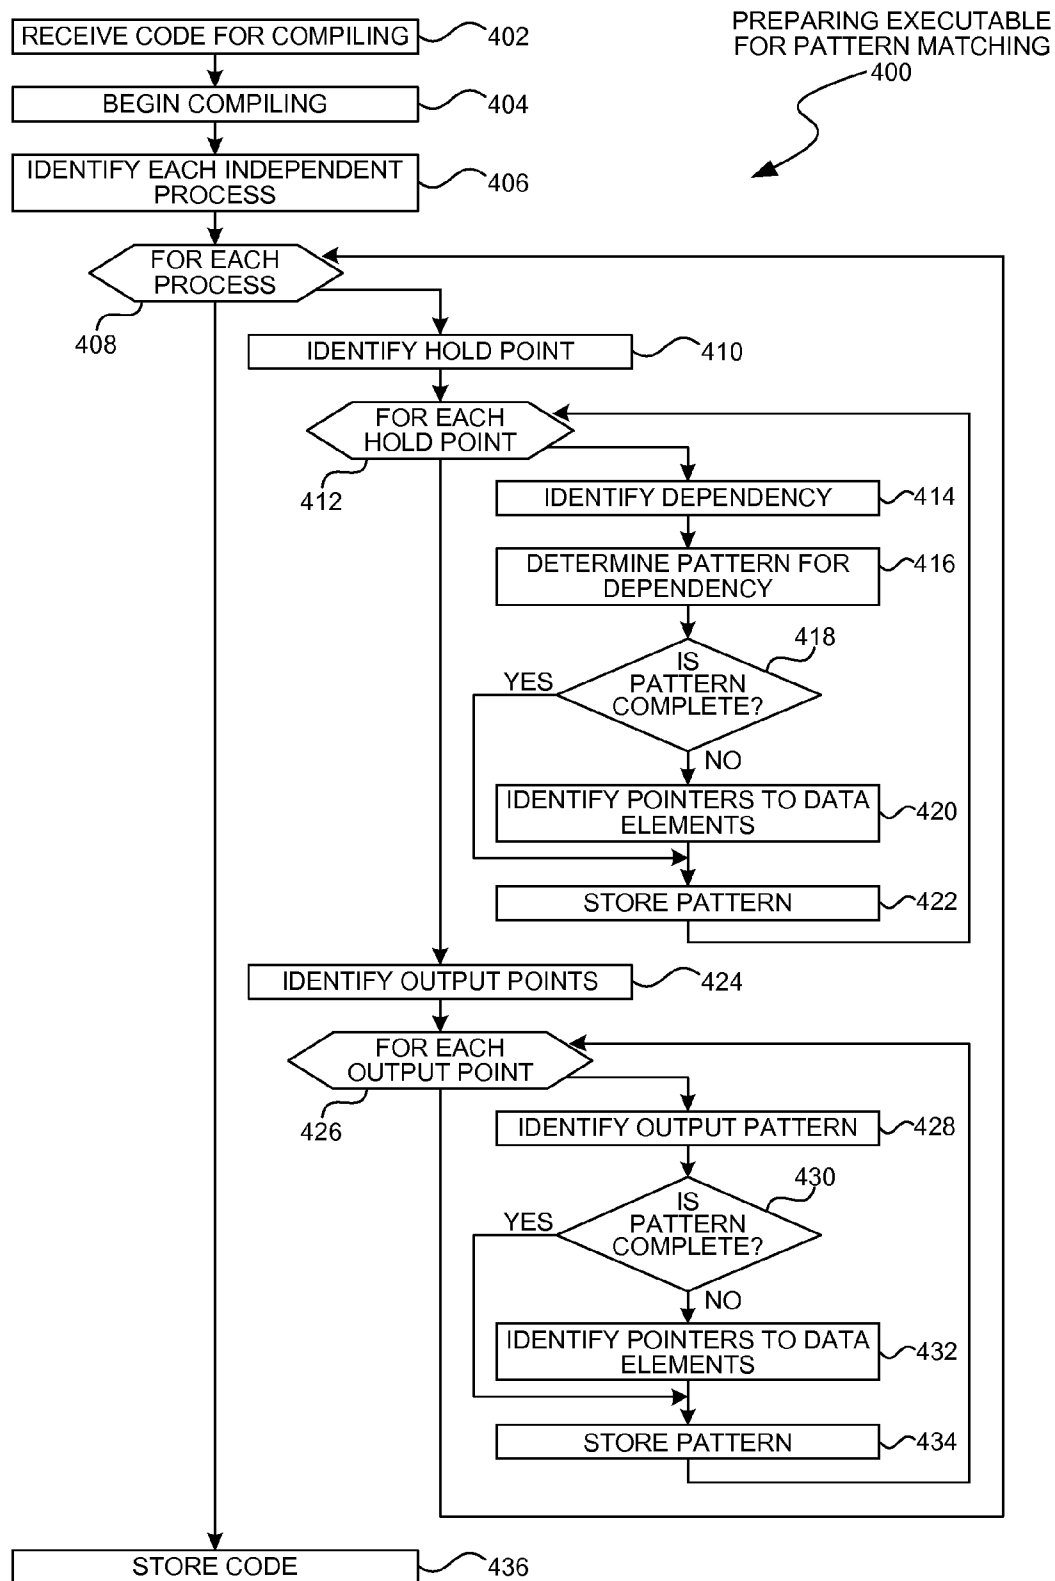 PREPARING EXECUTABLE
FOR PATTERN MATCHING
400
RECEIVE CODE FOR COMPILING
402
BEGIN COMPILING
404
IDENTIFY EACH INDEPENDENT
PROCESS
406
FOR EACH
PROCESS
408
IDENTIFY HOLD POINT
410
FOR EACH
HOLD POINT
412
IDENTIFY DEPENDENCY
414
DETERMINE PATTERN FOR
DEPENDENCY
416
IS
PATTERN
COMPLETE?
418
YES
NO
IDENTIFY POINTERS TO DATA
ELEMENTS
420
STORE PATTERN
422
IDENTIFY OUTPUT POINTS
424
FOR EACH
OUTPUT POINT
426
IDENTIFY OUTPUT PATTERN
428
IS
PATTERN
COMPLETE?
430
YES
NO
IDENTIFY POINTERS TO DATA
ELEMENTS
432
STORE PATTERN
434
STORE CODE
436